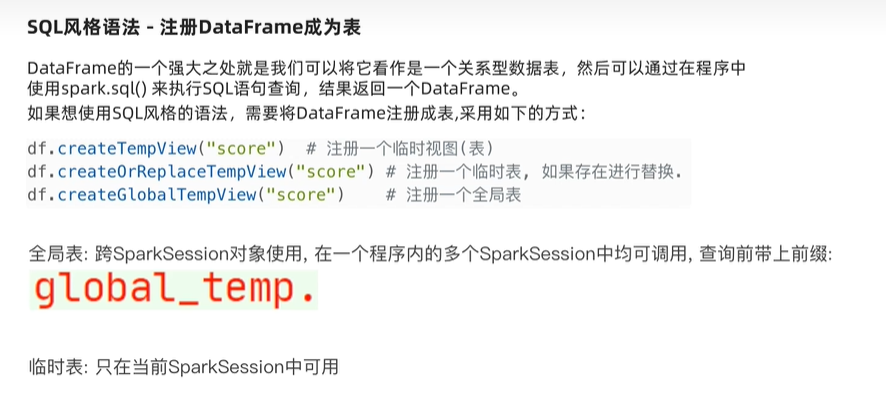 SQL风格语法 - 注册DataFrame成为表
DataFrame的一个强大之处就是我们可以将它看作是一个关系型数据表，然后可以通过在程序中
使用spark.sql() 来执行SQL语句查询，结果返回一个DataFrame。
如果想使用SQL风格的语法，需要将DataFrame注册成表,采用如下的方式：
df.createTempView("score")  # 注册一个临时视图(表)
df.createOrReplaceTempView("score") # 注册一个临时表, 如果存在进行替换.
df.createGlobalTempView("score")    # 注册一个全局表
全局表: 跨SparkSession对象使用, 在一个程序内的多个SparkSession中均可调用, 查询前带上前缀:
global_temp.
临时表: 只在当前SparkSession中可用